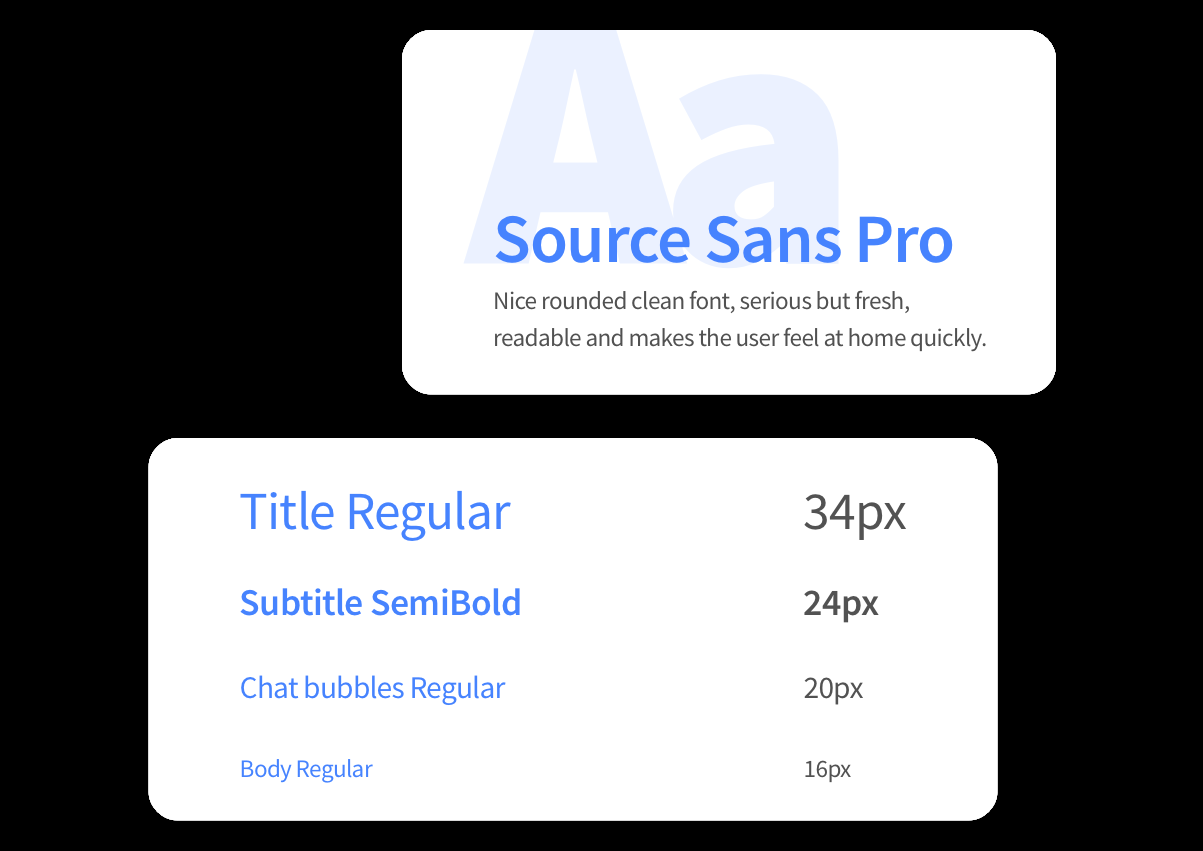 Aa
Source Sans Pro
Nice rounded clean font, serious but fresh,
readable and makes the user feel at home quickly.
Title Regular 34px
Subtitle SemiBold 24px
Chat bubbles Regular 20px
Body Regular 16px